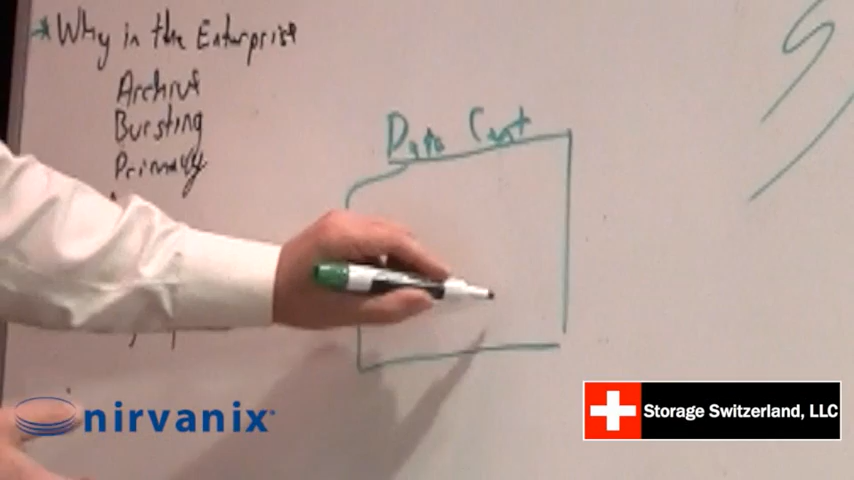 * Why in the Enterprise
Archive
Bursting
Primary
Data Cent
nirvanix
Storage Switzerland, LLC